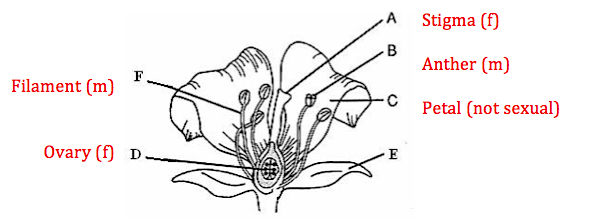 A Stigma (f)
B Anther (m)
Filament (m) F
C Petal (not sexual)
Ovary (f) D
E